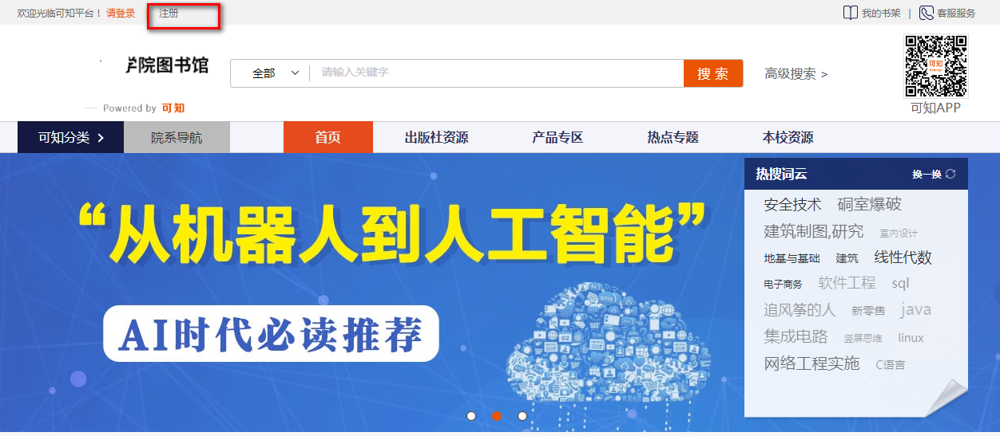 欢迎光临可知平台！ 请登录 注册 我的书架 | 客服服务
院图书馆
全部 请输入关键字 搜 索 高级搜索 >
可知
Powered by 可知
可知APP
可知分类 院系导航 首页 出版社资源 产品专区 热点专题 本校资源
热搜词云 换一换
安全技术 硐室爆破
建筑制图,研究 室内设计
地基与基础 建筑 线性代数
电子商务 软件工程 sql
追风筝的人 新零售 java
集成电路 竖屏思维 linux
网络工程实施 C语言
“从机器人到人工智能”
AI时代必读推荐